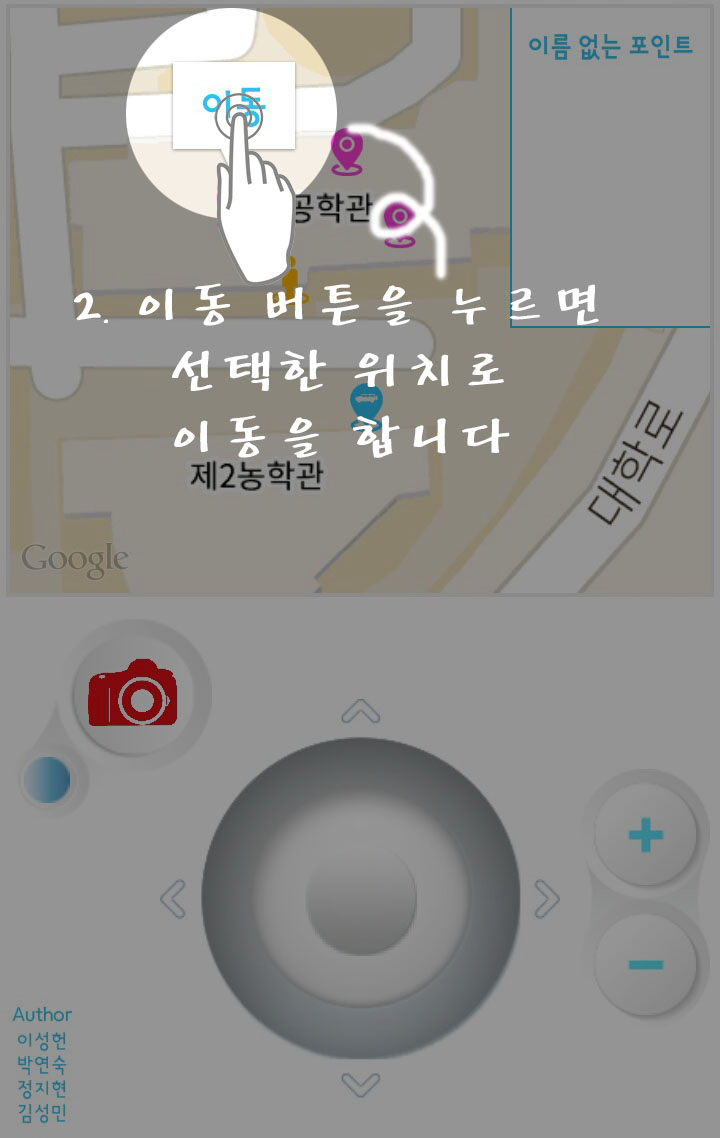 이름 없는 포인트
이동
공학관
2. 이동 버튼을 누르면
선택한 위치로
이동을 합니다
제2농학관
대학로
Google
Author
이성헌
박연숙
정지현
김성민